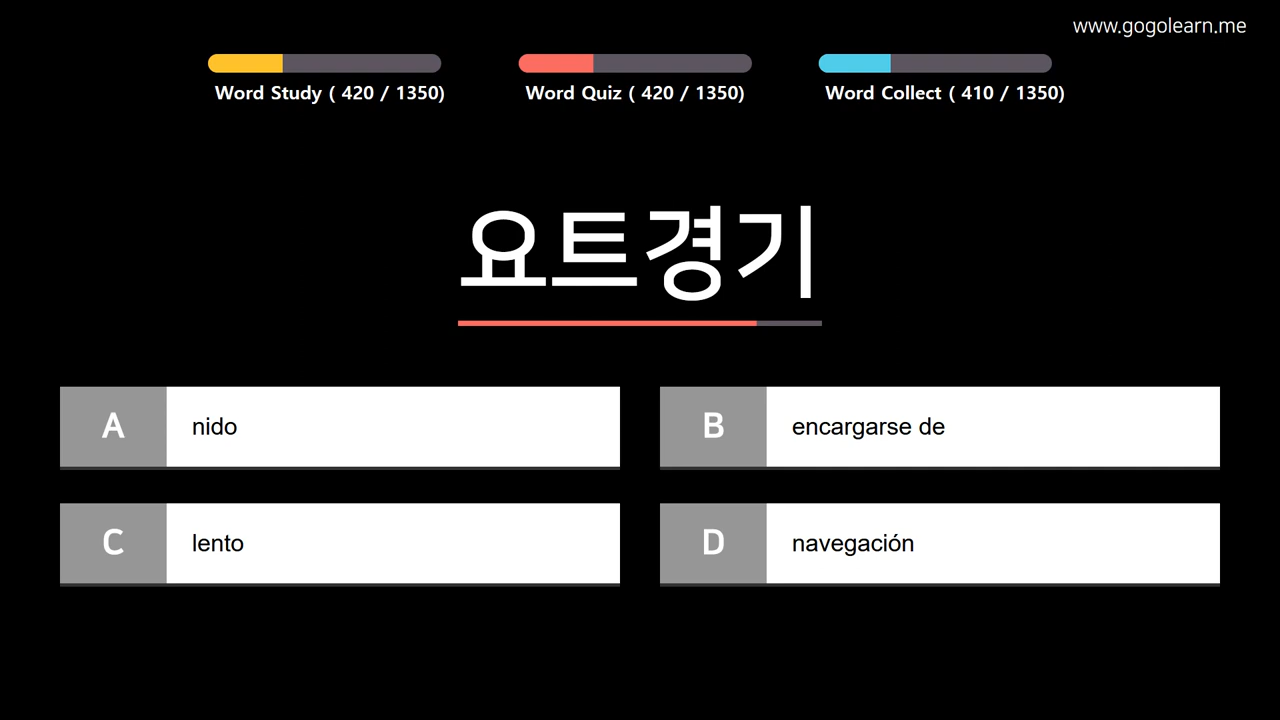 www.gogolearn.me
Word Study ( 420 / 1350)
Word Quiz ( 420 / 1350)
Word Collect ( 410 / 1350)
요트경기
A nido
B encargarse de
C lento
D navegación